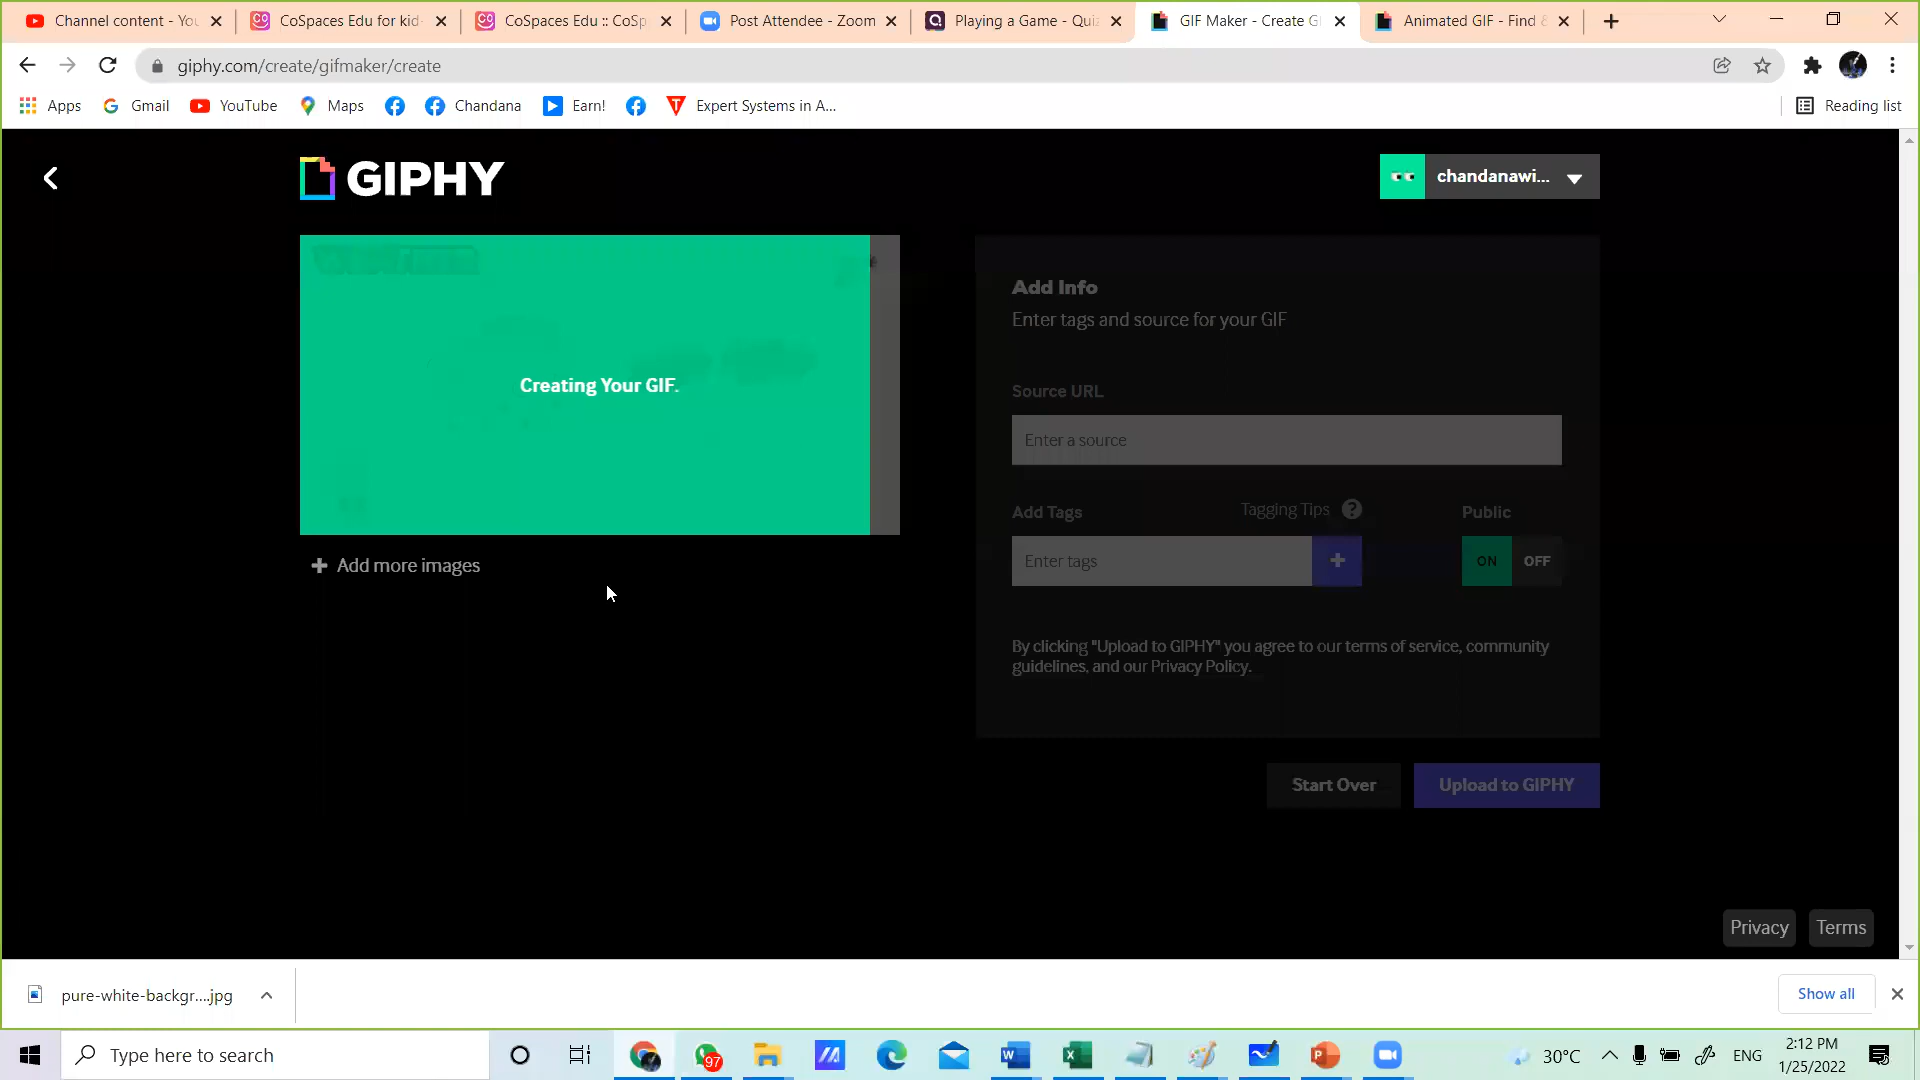 Channel content - You
CoSpaces Edu for kid-
CoSpaces Edu :: CoSp
Post Attendee - Zoom
Playing a Game - Quiz
GIF Maker - Create GI
Animated GIF - Find &
giphy.com/create/gifmaker/create
Apps
Gmail
YouTube
Maps
Chandana
Earn!
Expert Systems in A...
Reading list
GIPHY
chandanawi...
Creating Your GIF.
Add more images
Add Info
Enter tags and source for your GIF
Source URL
Enter a source
Add Tags
Tagging Tips ?
Public
Enter tags
+
ON
OFF
By clicking "Upload to GIPHY" you agree to our terms of service, community
guidelines, and our Privacy Policy.
Start Over
Upload to GIPHY
Privacy
Terms
pure-white-backgr....jpg
Show all
Type here to search
97
30°C
ENG
2:12 PM
1/25/2022